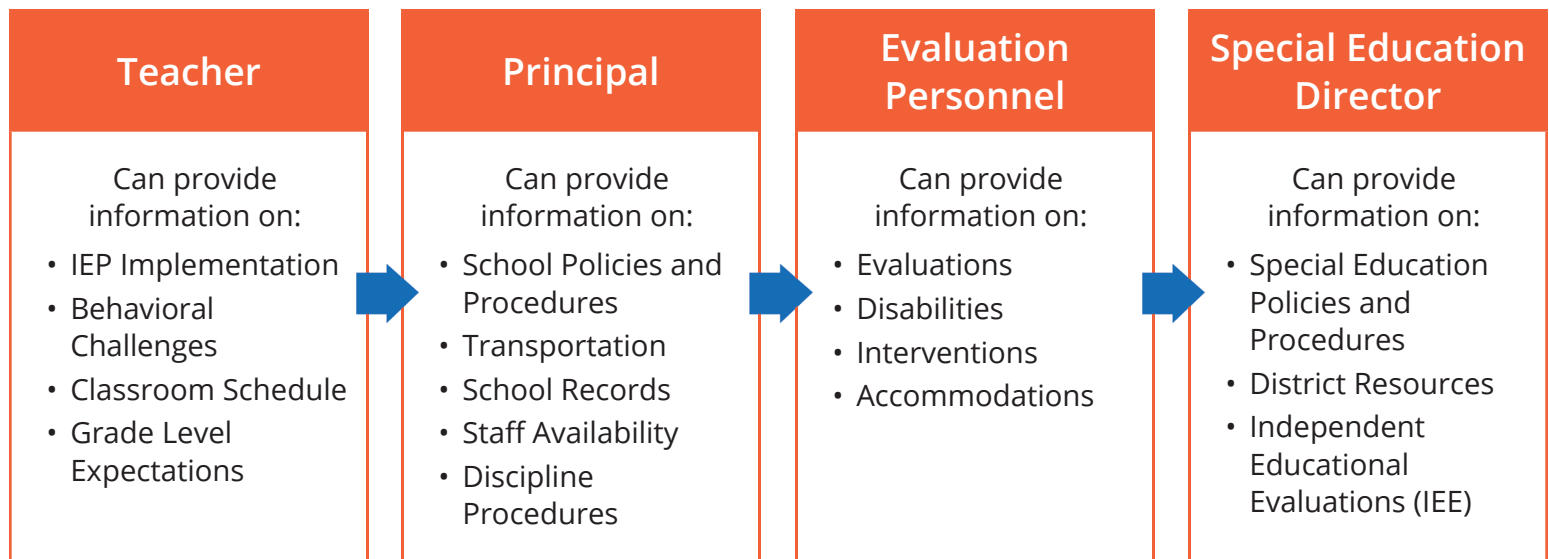 Teacher
Can provide
information on:
• IEP Implementation
• Behavioral
Challenges
• Classroom Schedule
• Grade Level
Expectations
Principal
Can provide
information on:
• School Policies and
Procedures
• Transportation
• School Records
• Staff Availability
• Discipline
Procedures
Evaluation
Personnel
Can provide
information on:
• Evaluations
• Disabilities
• Interventions
• Accommodations
Special Education
Director
Can provide
information on:
• Special Education
Policies and
Procedures
• District Resources
• Independent
Educational
Evaluations (IEE)